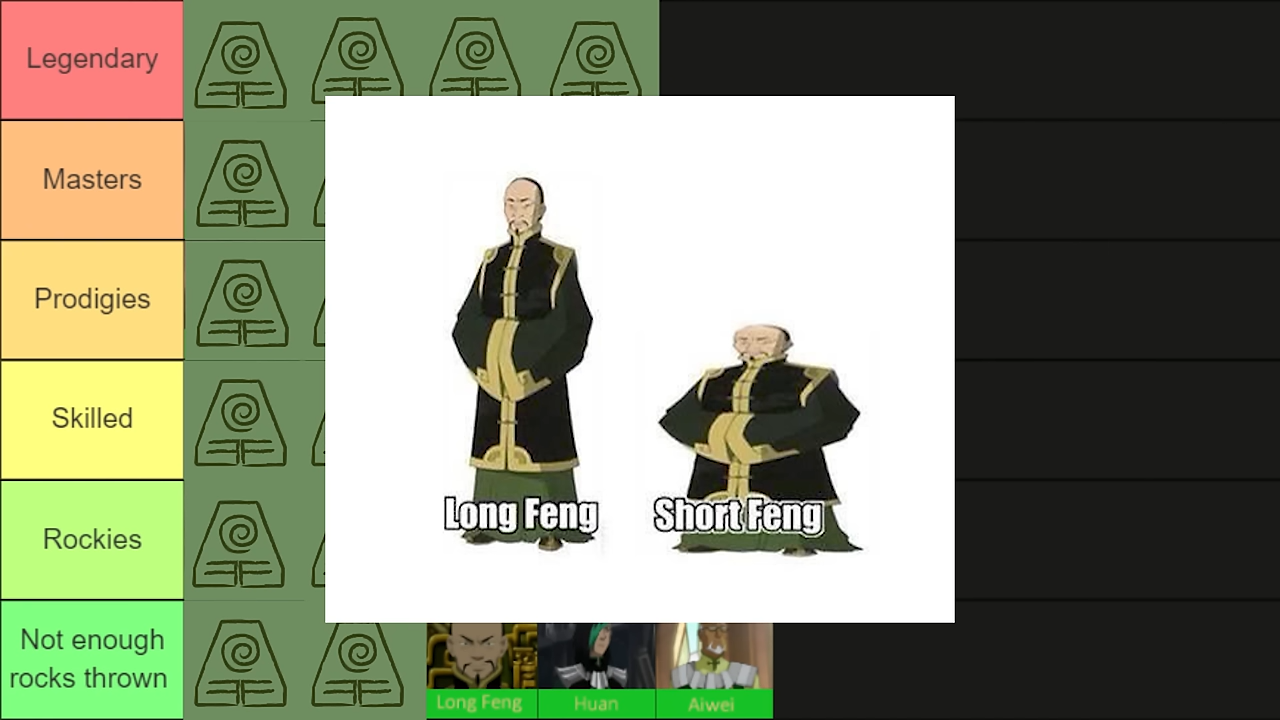 Legendary
Masters
Prodigies
Skilled
Long Feng
Short Feng
Rockies
Not enough
rocks thrown
Long Feng
Huan
Aiwei